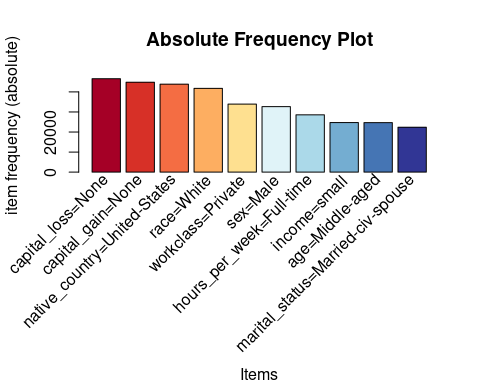 Absolute Frequency Plot
item frequency (absolute)
20000
0
capital_loss=None
capital_gain=None
native_country=United-States
race=White
workclass=Private
sex=Male
hours_per_week=Full-time
income=small
age=Middle-aged
marital_status=Married-civ-spouse
Items